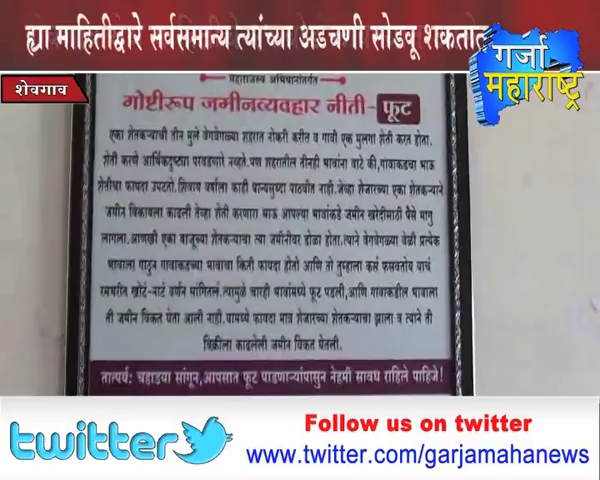 ह्या माहितीद्वारे सर्वसमान्य त्यांच्या अडचणी सोडवू शकतात
गर्जा
महाराष्ट्र
शेवगाव
महाराजस्व अभियानांतर्गत
गोष्टीरूप जमीनव्यवहार नीती- फूट
एका शेतकऱ्याची तीन मुले वेगवेगळ्या शहरात नोकरी करीत व गावी एक मुलगा शेती करत होता.
शेती करणे आर्थिकदृष्ट्या परवडणारे नव्हते.पण शहरातील तीनही भावांना वाटे की,गावाकडचा भाऊ
शेतीचा फायदा उपटतो.शिवाय वर्षाला काही धान्यसुध्दा पाठवीत नाही.जेव्हा शेजारच्या एका शेतकऱ्याने
जमीन विकावयला काढली तेव्हा शेती करणारा भाऊ आपल्या भावांकडे जमीन खरेदीसाठी पैसे मागु
लागला.आणखी एका बाजूच्या शेतकऱ्याचा त्या जमीनीवर डोळा होता.त्याने वेगवेगळ्या वेळी प्रत्येक
भावाला गाठुन गावाकडच्या भावाचा किती फायदा होतो आणि तो तुम्हाला कसं फसवतोय याचं
रसभरीत खोटं-नाटं वर्णन सांगितलं.त्यामुळे चारही भावांमध्ये फूट पडली,आणि गावाकडील भावाला
ती जमीन विकत घेता आली नाही.यामध्ये फायदा मात्र शेजारच्या शेतकऱ्याचा झाला व त्याने ती
विक्रीला काढलेली जमीन विकत घेतली.
तात्पर्य: चहाडया सांगून,आपसात फूट पाडणाऱ्यांपासुन नेहमी सावध राहिले पाहिजे!
twitter
Follow us on twitter
www.twitter.com/garjamahanews